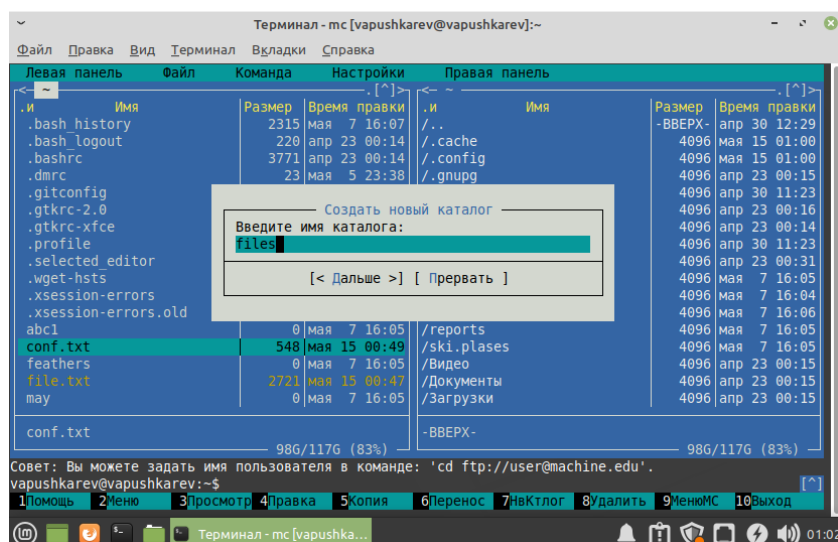 Терминал - mc [vapushkarev@vapushkarev]:~
Файл Правка Вид Терминал Вкладки Справка
Левая панель Файл Команда Настройки Правая панель
<─ ~ .[^]> <─ ~ .[^]>
.и Имя Размер Время правки .и Имя Размер Время правки
.bash_history 2315 мая 7 16:07 /.. -ВВЕРХ- апр 30 12:29
.bash_logout 220 апр 23 00:14 /.cache 4096 мая 15 01:00
.bashrc 3771 апр 23 00:14 /.config 4096 мая 15 01:00
.dmrc 23 мая 5 23:38 /.gnupg 4096 апр 23 00:15
.gitconfig 4096 апр 30 11:23
.gtkrc-2.0 4096 апр 23 00:16
.gtkrc-xfce 4096 апр 23 00:14
.profile 4096 апр 30 11:23
.selected_editor 4096 апр 23 00:31
.wget-hsts 4096 мая 7 16:05
.xsession-errors 4096 мая 7 16:04
.xsession-errors.old 4096 мая 7 16:06
Создать новый каталог
Введите имя каталога:
files
[< Дальше >] [ Прервать ]
abc1 0 мая 7 16:05 /reports 4096 мая 7 16:05
conf.txt 548 мая 15 00:49 /ski.plases 4096 мая 7 16:05
feathers 0 мая 7 16:05 /Видео 4096 апр 23 00:15
file.txt 2721 мая 15 00:47 /Документы 4096 апр 23 00:15
may 0 мая 7 16:05 /Загрузки 4096 апр 23 00:15
conf.txt -ВВЕРХ-
98G/117G (83%) 98G/117G (83%)
Совет: Вы можете задать имя пользователя в команде: 'cd ftp://user@machine.edu'.
vapushkarev@vapushkarev:~$ [^]
1Помощь 2Меню 3Просмотр 4Правка 5Копия 6Перенос 7НвКтлог 8Удалить 9МенюМС 10Выход
Терминал - mc [vapushka... 01:02